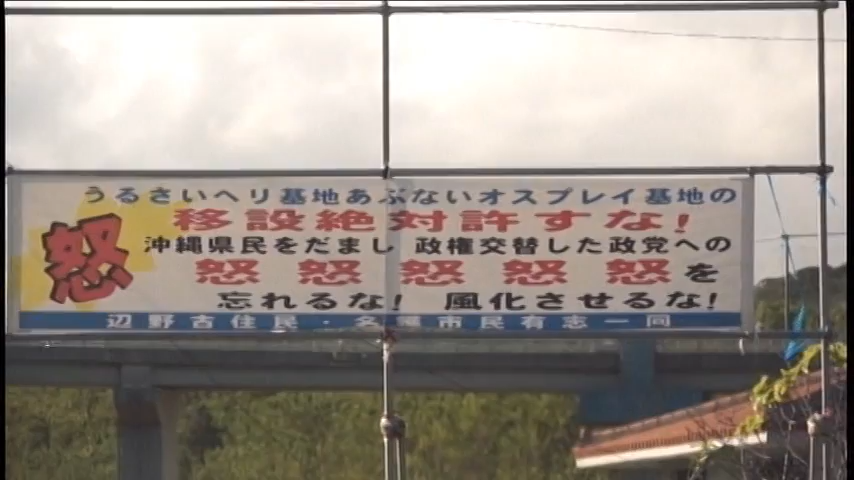 うるさいヘリ基地あぶないオスプレイ基地の
移設絶対許すな!
怒
沖縄県民をだまし 政権交替した政党への
怒 怒 怒 怒 怒を
忘れるな! 風化させるな!
辺野古住民・名護市民有志一同